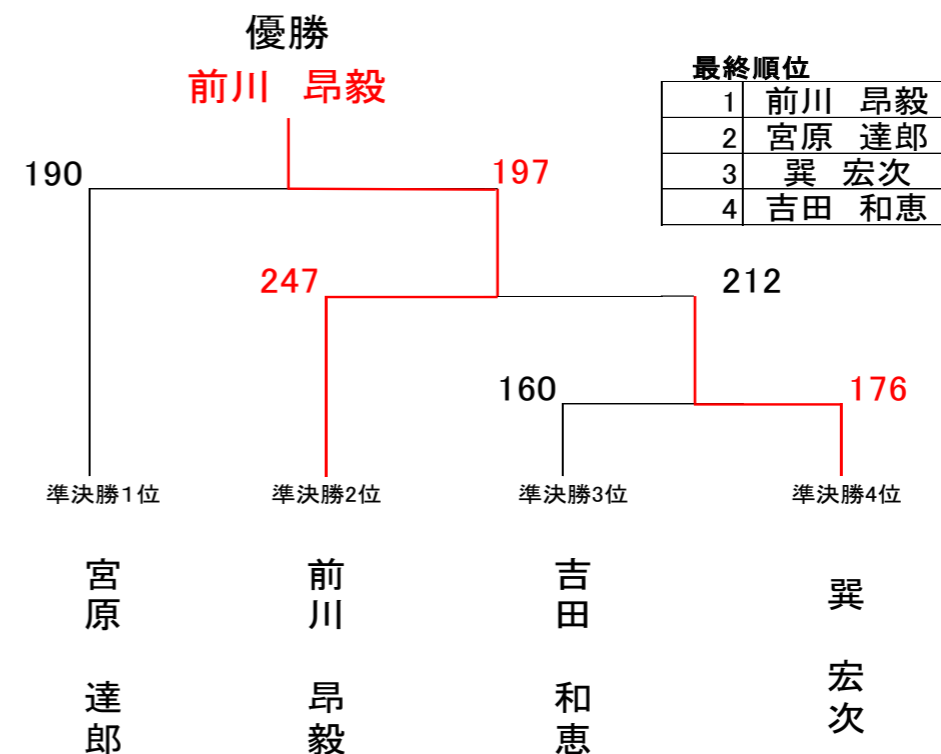 優勝
前川 昂毅
最終順位
1 前川 昂毅
2 宮原 達郎
3 巽 宏次
4 吉田 和恵
190
197
247
212
160
176
準決勝1位
準決勝2位
準決勝3位
準決勝4位
宮原 達郎
前川 昂毅
吉田 和恵
巽 宏次